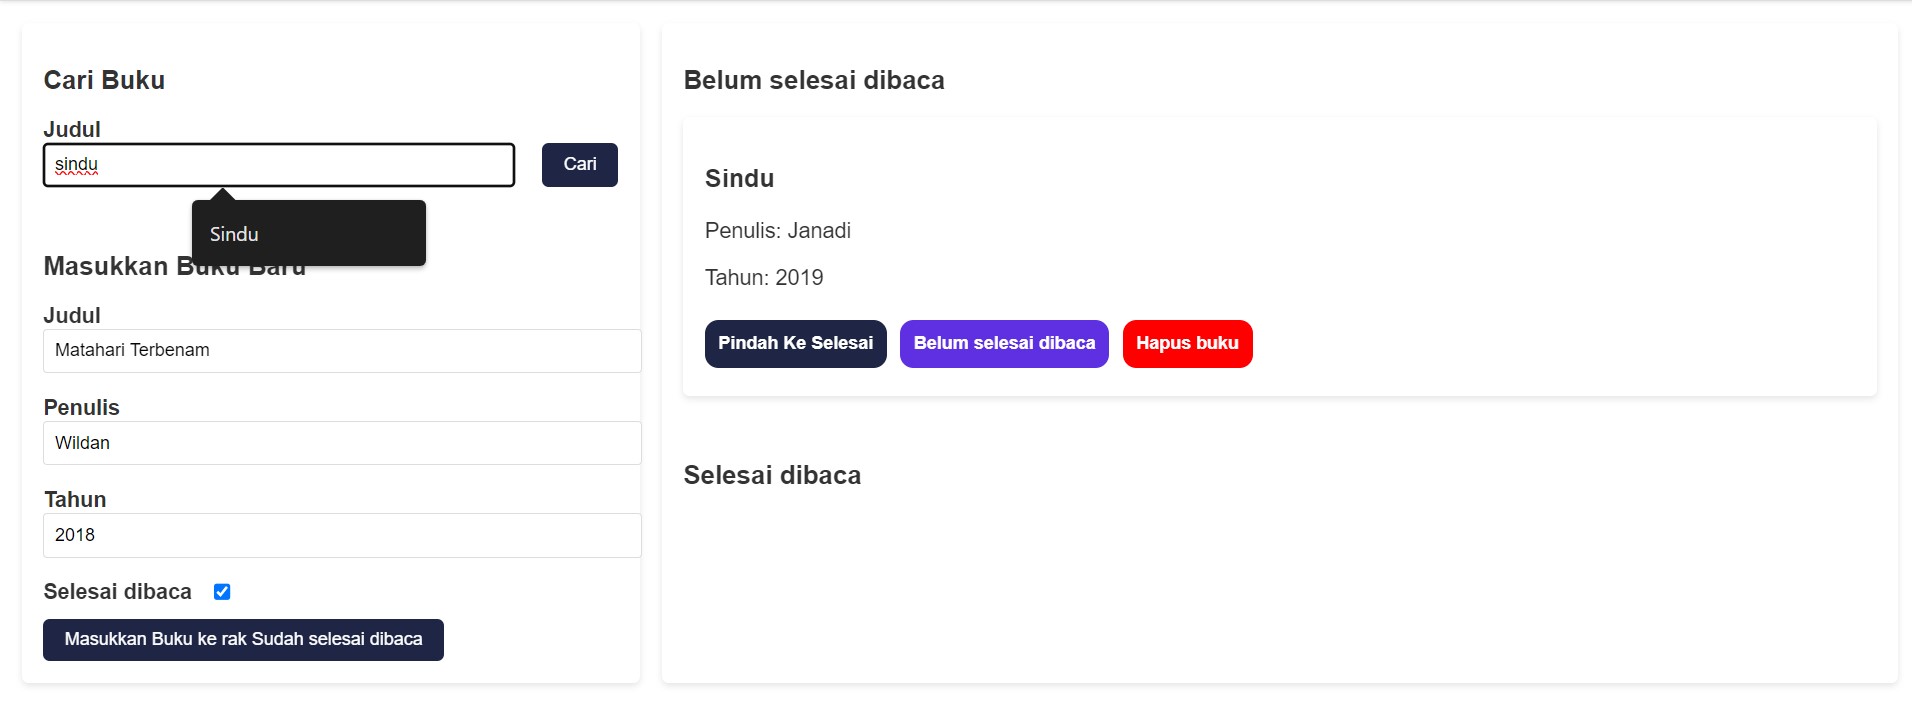 Cari Buku
Judul
sindu
Cari
Sindu
Masukkan Buku Baru
Judul
Matahari Terbenam
Penulis
Wildan
Tahun
2018
Selesai dibaca
Masukkan Buku ke rak Sudah selesai dibaca
Belum selesai dibaca
Sindu
Penulis: Janadi
Tahun: 2019
Pindah Ke Selesai
Belum selesai dibaca
Hapus buku
Selesai dibaca